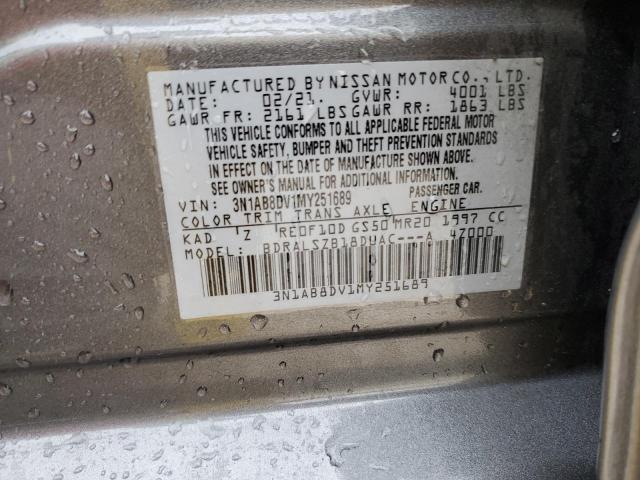 MANUFACTURED BY NISSAN MOTOR CO., LTD.
DATE: 02/21. GVWR: 4001 LBS
GAWR FR: 2161 LBS GAWR RR: 1863 LBS
THIS VEHICLE CONFORMS TO ALL APPLICABLE FEDERAL MOTOR
VEHICLE SAFETY, BUMPER AND THEFT PREVENTION STANDARDS
IN EFFECT ON THE DATE OF MANUFACTURE SHOWN ABOVE.
SEE OWNER'S MANUAL FOR ADDITIONAL INFORMATION.
VIN: 3N1AB8DV1MY251689 PASSENGER CAR.
COLOR TRIM TRANS AXLE ENGINE
KAD Z RE0F10D GS50 MR20 1997 CC
MODEL: BDRALSZB18DUAC---A 47000
3N1AB8DV1MY251689